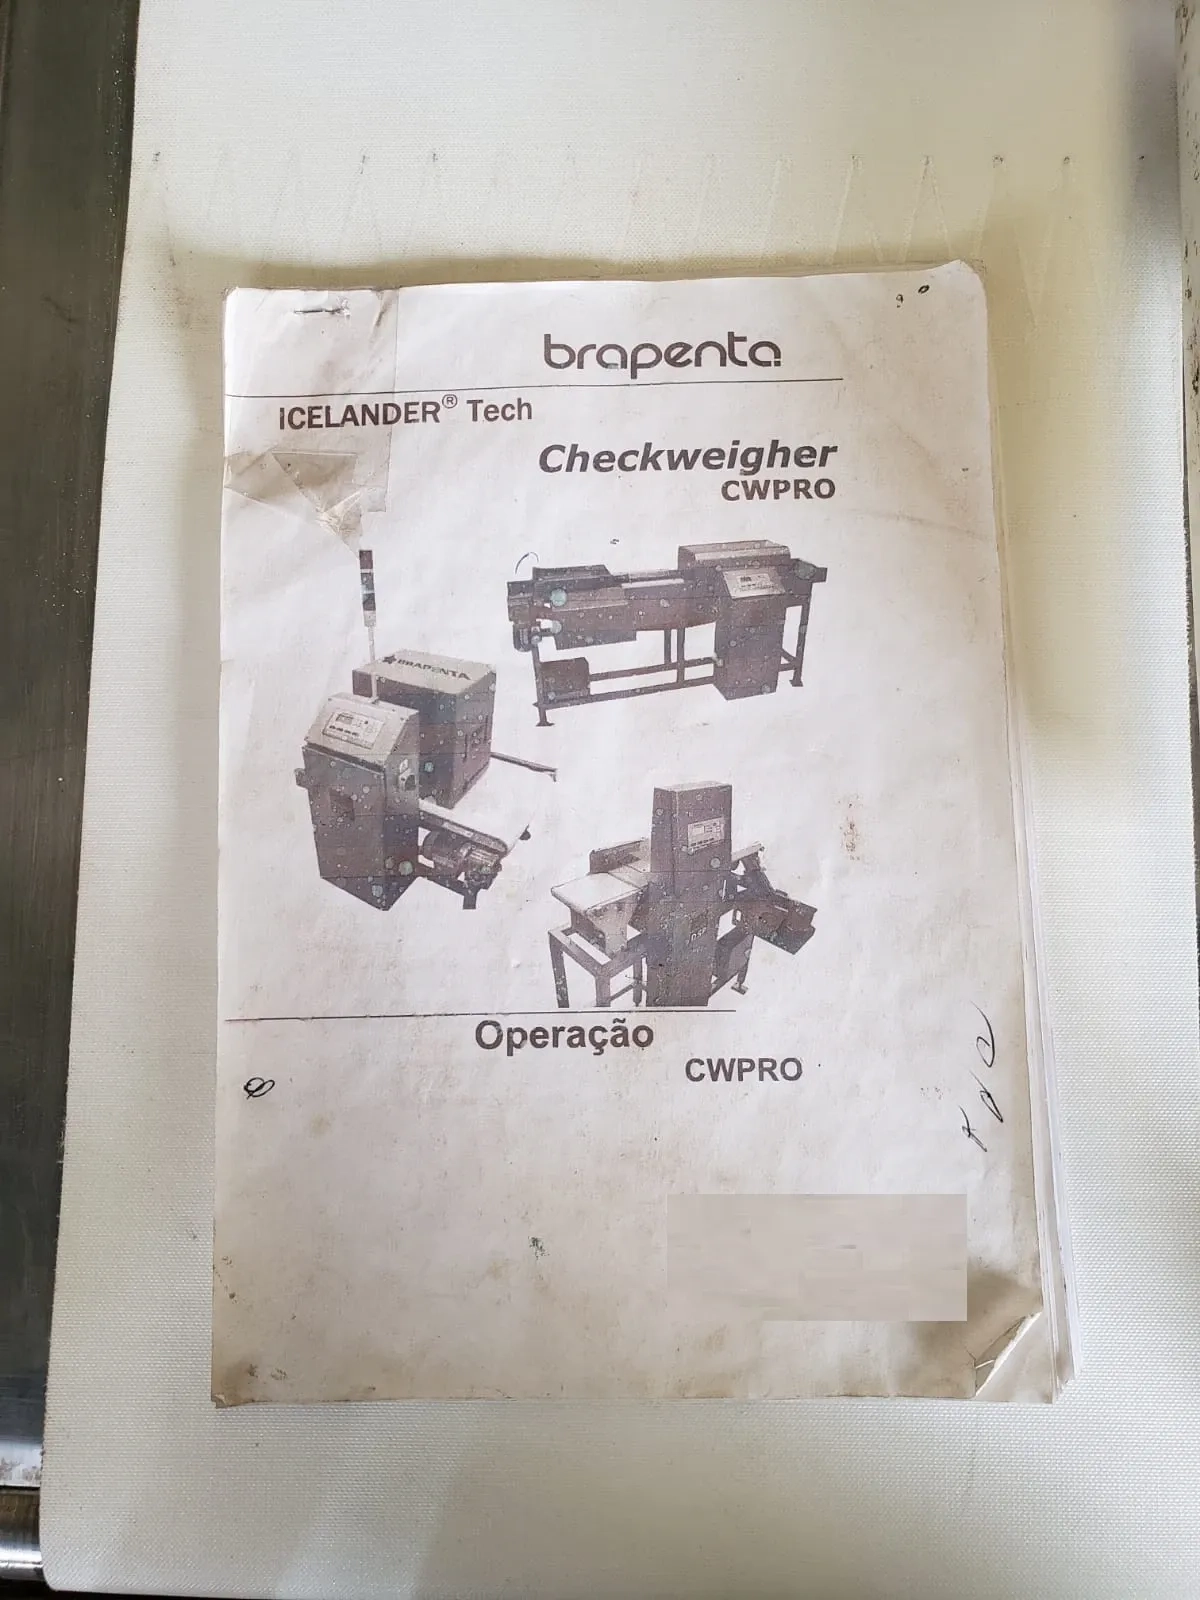 brapenta
ICELANDER® Tech
Checkweigher
CWPRO
BRAPENTA
Operação
CWPRO